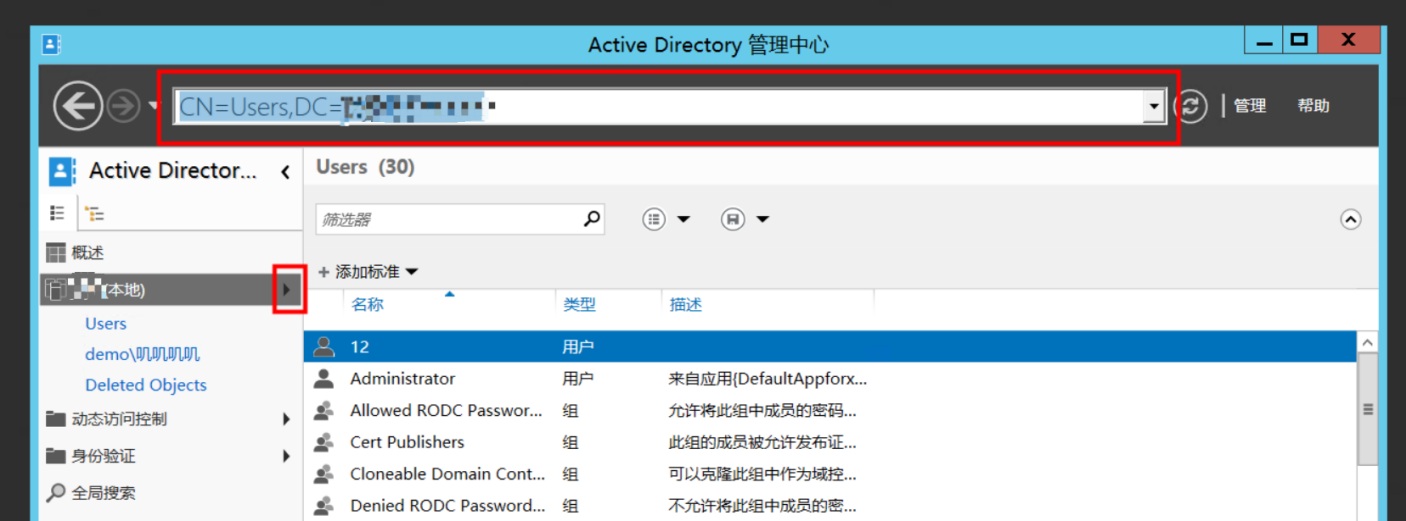 Active Directory 管理中心
CN=Users,DC=
管理 帮助
Active Director...
Users (30)
筛选器
概述
(本地)
添加标准
名称 类型 描述
Users
12 用户
demo\叽叽叽叽
Administrator 用户 来自应用{DefaultAppforx...
Deleted Objects
Allowed RODC Passwor... 组 允许将此组中成员的密码...
动态访问控制
Cert Publishers 组 此组的成员被允许发布证...
身份验证
Cloneable Domain Cont... 组 可以克隆此组中作为域控...
全局搜索
Denied RODC Password... 组 不允许将此组中成员的密...